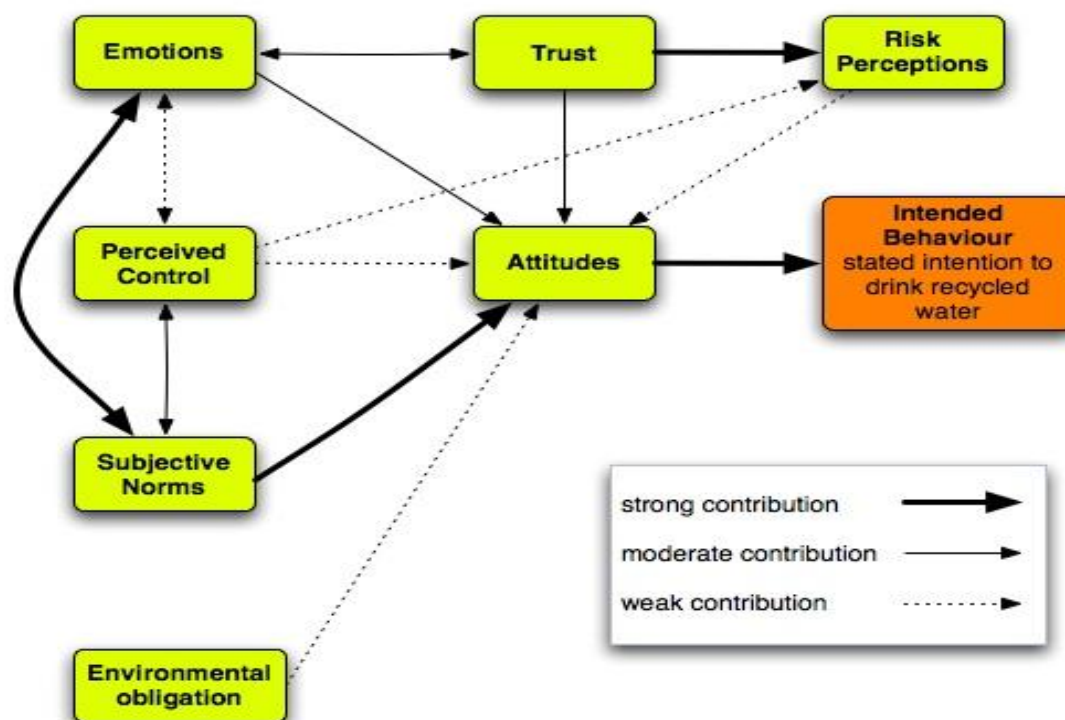 Emotions
Trust
Risk
Perceptions
Perceived
Control
Attitudes
Intended
Behaviour
stated intention to
drink recycled
water
Subjective
Norms
strong contribution
moderate contribution
weak contribution
Environmental
obligation